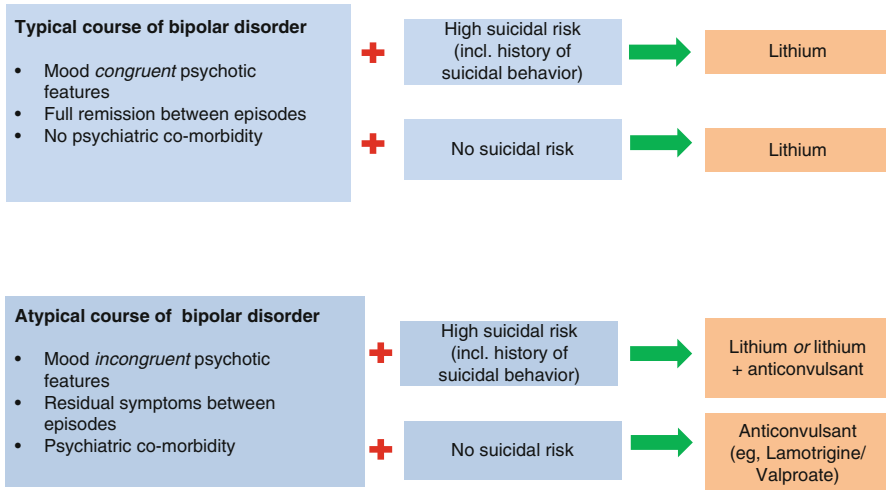 Typical course of bipolar disorder
• Mood congruent psychotic
features
• Full remission between episodes
• No psychiatric co-morbidity
+
High suicidal risk
(incl. history of
suicidal behavior)
Lithium
+
No suicidal risk
Lithium
Atypical course of bipolar disorder
• Mood incongruent psychotic
features
• Residual symptoms between
episodes
• Psychiatric co-morbidity
+
High suicidal risk
(incl. history of
suicidal behavior)
Lithium or lithium
+ anticonvulsant
+
No suicidal risk
Anticonvulsant
(eg, Lamotrigine/
Valproate)